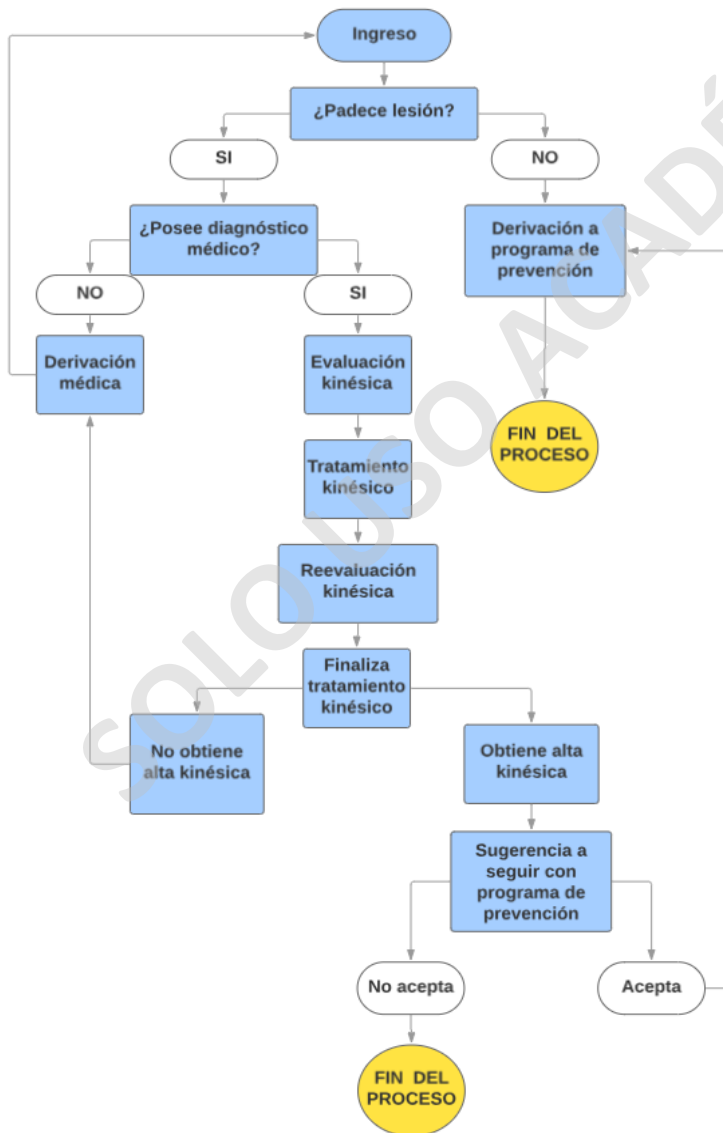 Ingreso
¿Padece lesión?
SI
NO
¿Posee diagnóstico
médico?
Derivación a
programa de
prevención
NO
SI
Derivación
médica
Evaluación
kinésica
FIN DEL
PROCESO
Tratamiento
kinésico
Reevaluación
kinésica
Finaliza
tratamiento
kinésico
No obtiene
alta kinésica
Obtiene alta
kinésica
Sugerencia a
seguir con
programa de
prevención
No acepta
Acepta
FIN DEL
PROCESO
SOLO USO